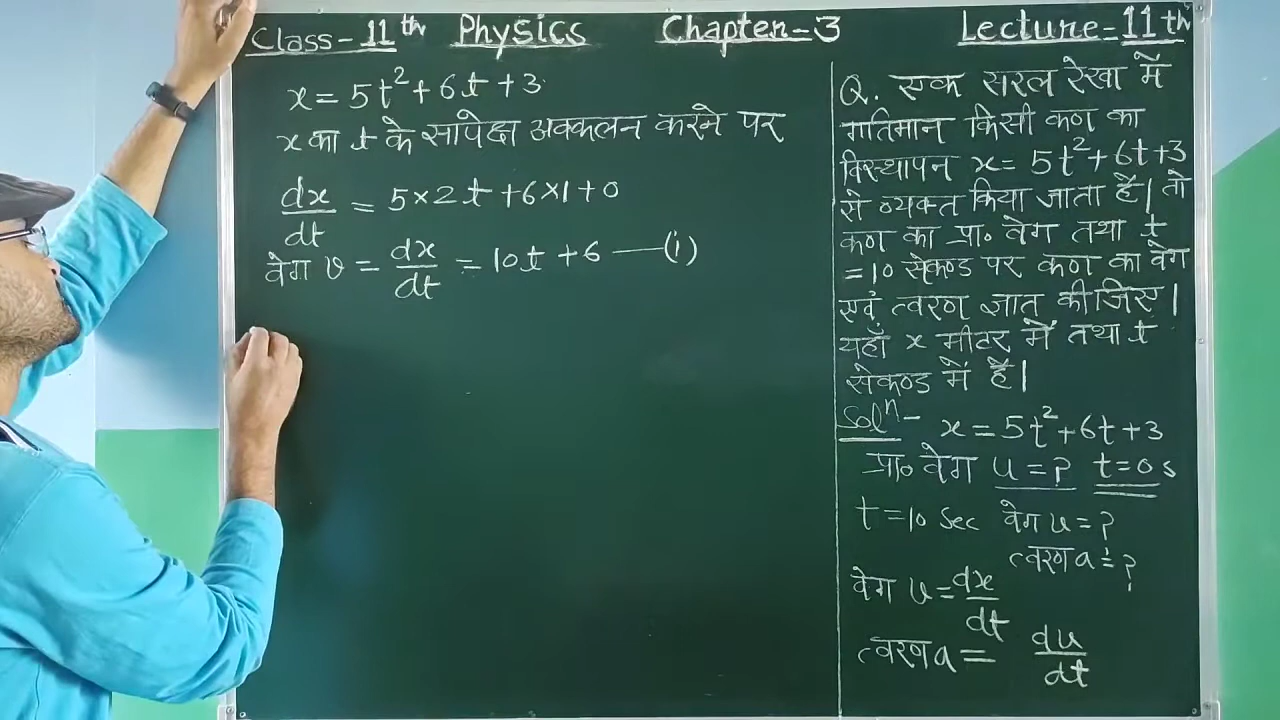 Class-11th Physics Chapter-3 Lecture-11th
x = 5t²+6t+3
x का t के सापेक्ष अवकलन करने पर
dx/dt = 5×2t+6×1+0
वेग v = dx/dt = 10t+6 —(i)
Q. एक सरल रेखा में
गतिमान किसी कण का
विस्थापन x = 5t²+6t+3
से व्यक्त किया जाता है। तो
कण का प्रा० वेग तथा t
=10 सेकण्ड पर कण का वेग
एवं त्वरण ज्ञात कीजिए।
यहाँ x मीटर में तथा t
सेकण्ड में है।
Solⁿ- x = 5t²+6t+3
प्रा० वेग u = ? t=0 s
t=10 Sec वेग v = ?
त्वरण a = ?
वेग v = dx/dt
त्वरण a = dv/dt